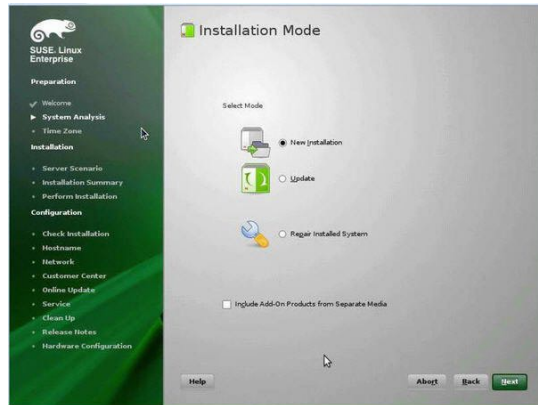 SUSE. Linux
Enterprise
Preparation
Welcome
System Analysis
Time Zone
Installation
Server Scenario
Installation Summary
Perform Installation
Configuration
Check Installation
Hostname
Network
Customer Center
Online Update
Service
Clean Up
Release Notes
Hardware Configuration
Installation Mode
Select Mode
New Installation
Update
Repair Installed System
Include Add-On Products from Separate Media
Help
Abort
Back
Next